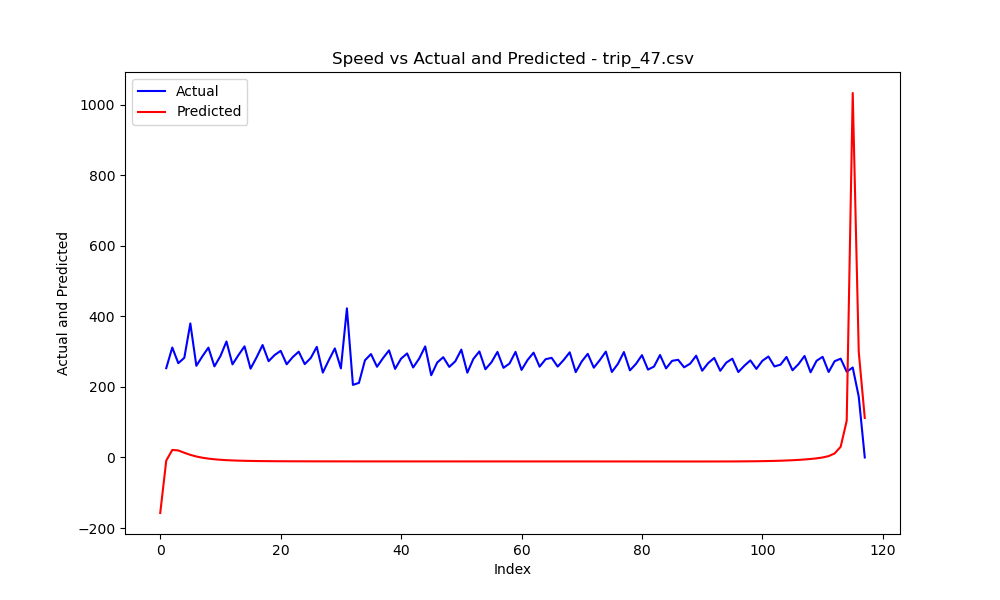 Speed vs Actual and Predicted - trip_47.csv
Actual
Predicted
1000
800
600
400
200
0
−200
Actual and Predicted
0 20 40 60 80 100 120
Index